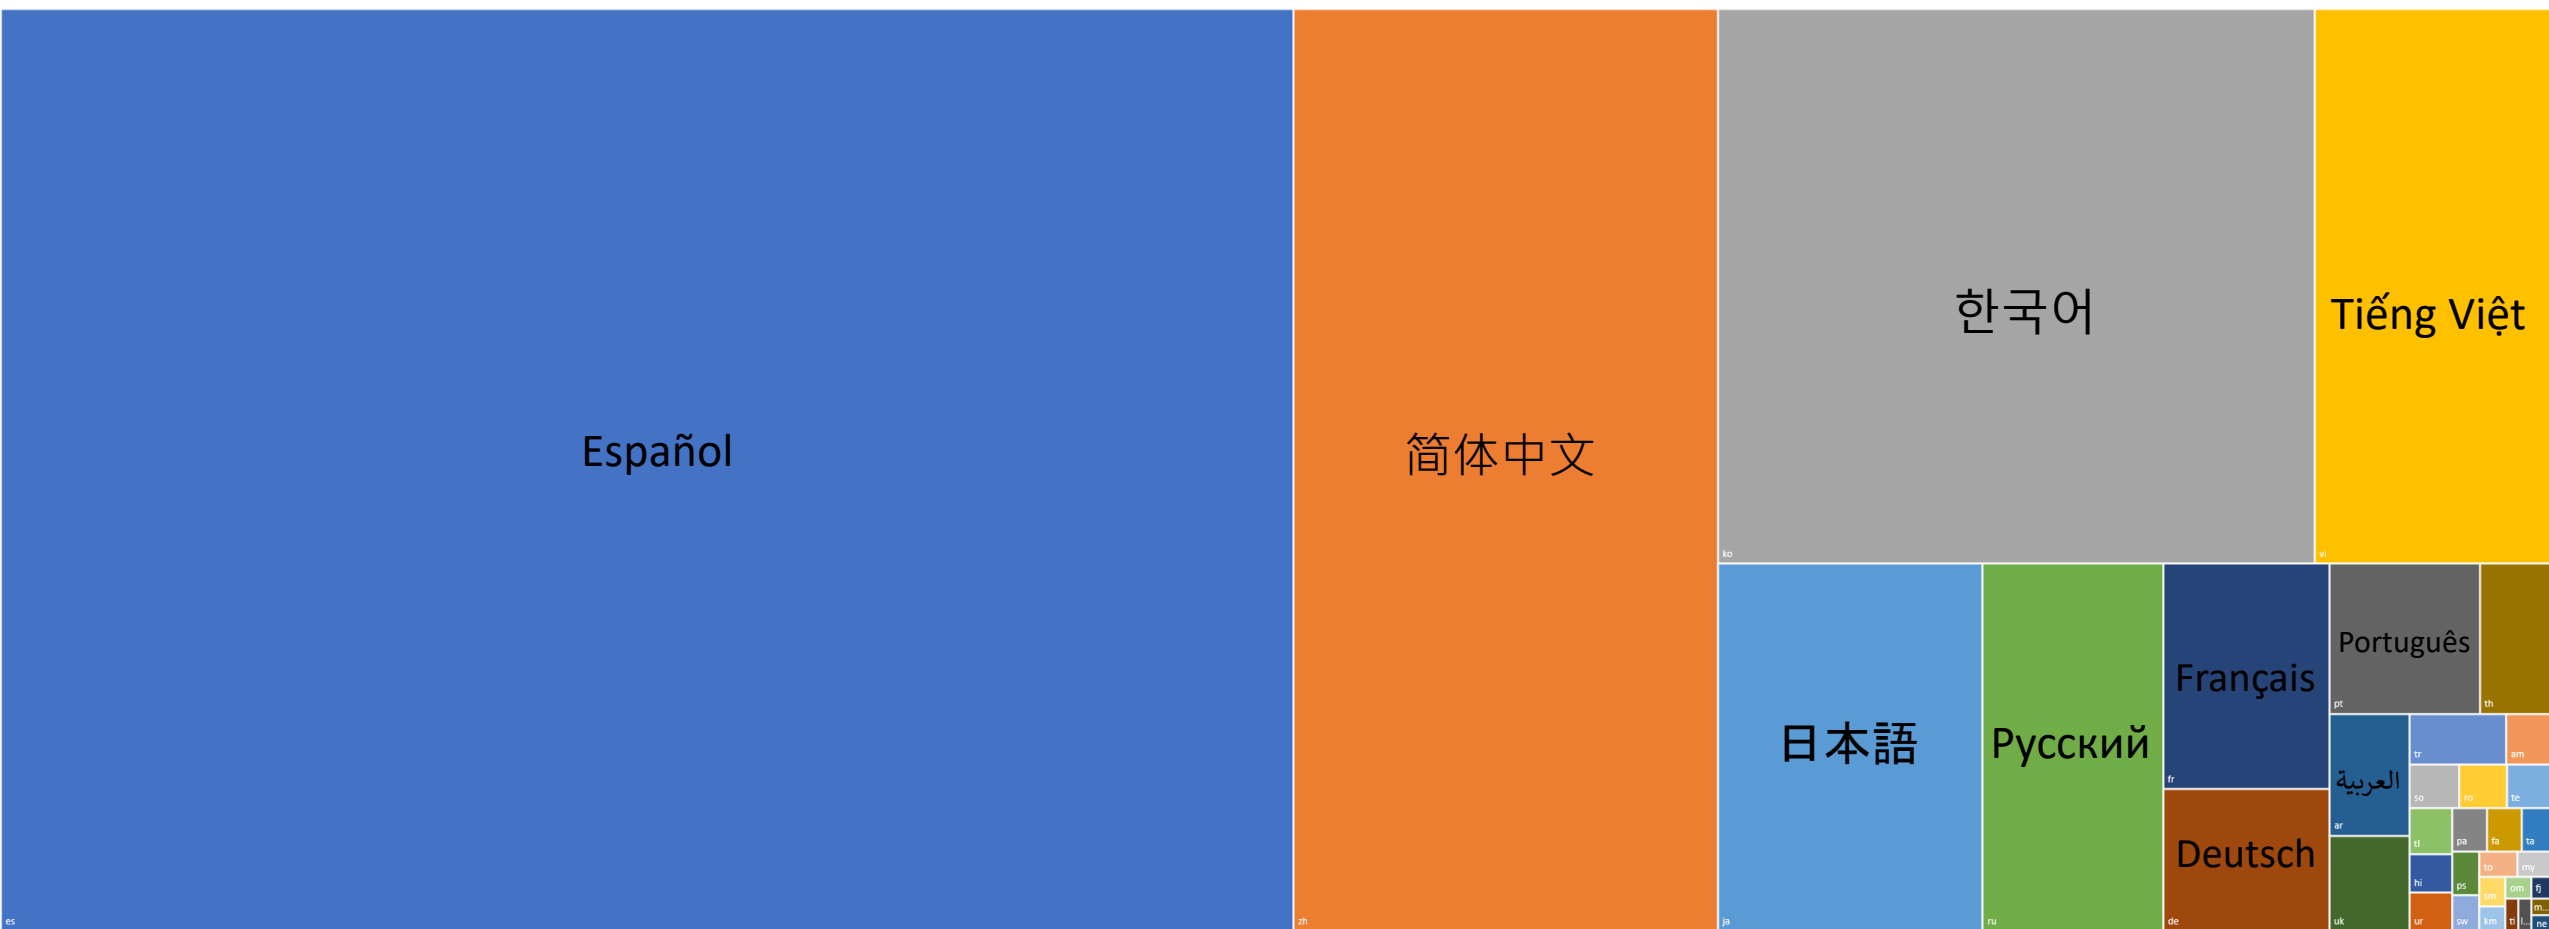 Español
es
简体中文
zh
한국어
ko
Tiếng Việt
vi
日本語
ja
Русский
ru
Français
fr
Deutsch
de
Português
pt
th
العربية
ar
uk
tr
am
so
ro
te
tl
pa
fa
ta
hi
ur
ps
sw
to
my
sm
om
fj
km
ti
l...
m...
ne